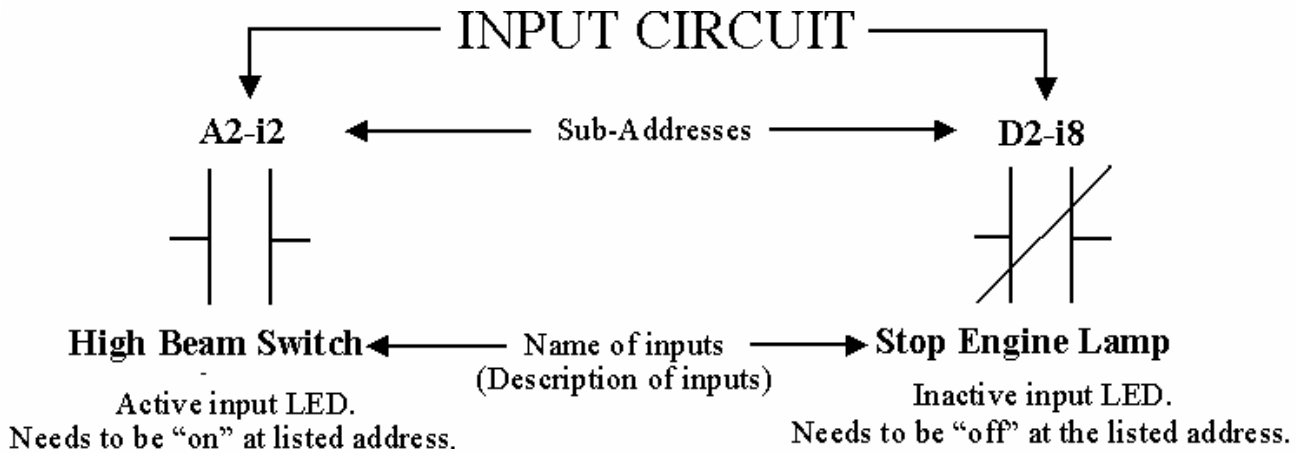 INPUT CIRCUIT
A2-i2
Sub-Addresses
D2-i8
High Beam Switch
Name of inputs
(Description of inputs)
Stop Engine Lamp
Active input LED.
Needs to be “on” at listed address.
Inactive input LED.
Needs to be “off” at the listed address.